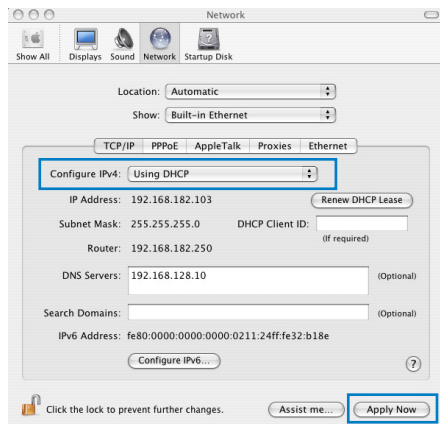 Network
Show All Displays Sound Network Startup Disk
Location: Automatic
Show: Built-in Ethernet
TCP/IP PPPoE AppleTalk Proxies Ethernet
Configure IPv4: Using DHCP
IP Address: 192.168.182.103 Renew DHCP Lease
Subnet Mask: 255.255.255.0 DHCP Client ID:
(If required)
Router: 192.168.182.250
DNS Servers: 192.168.128.10 (Optional)
Search Domains: (Optional)
IPv6 Address: fe80:0000:0000:0000:0211:24ff:fe32:b18e
Configure IPv6...
?
Click the lock to prevent further changes. Assist me... Apply Now